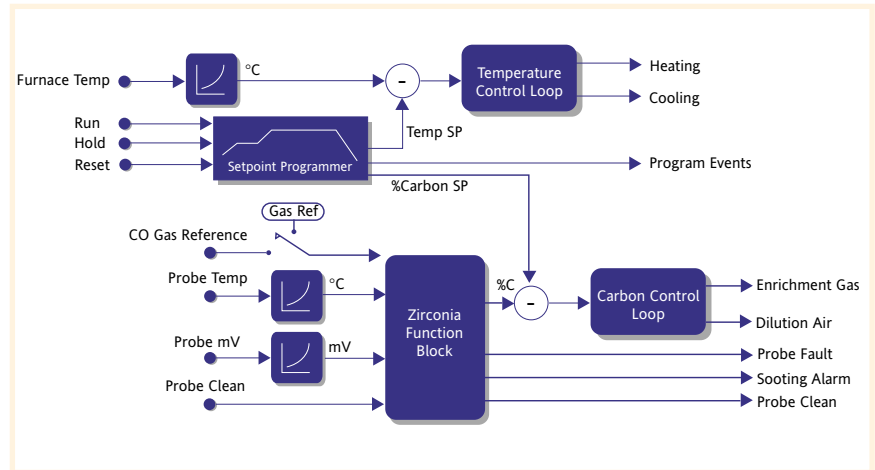 Furnace Temp
°C
-
Temperature
Control Loop
Heating
Cooling
Run
Hold
Reset
Setpoint Programmer
Temp SP
Program Events
%Carbon SP
Gas Ref
CO Gas Reference
Probe Temp
°C
Zirconia
Function
Block
%C
-
Carbon Control
Loop
Enrichment Gas
Dilution Air
Probe mV
mV
Probe Fault
Sooting Alarm
Probe Clean
Probe Clean